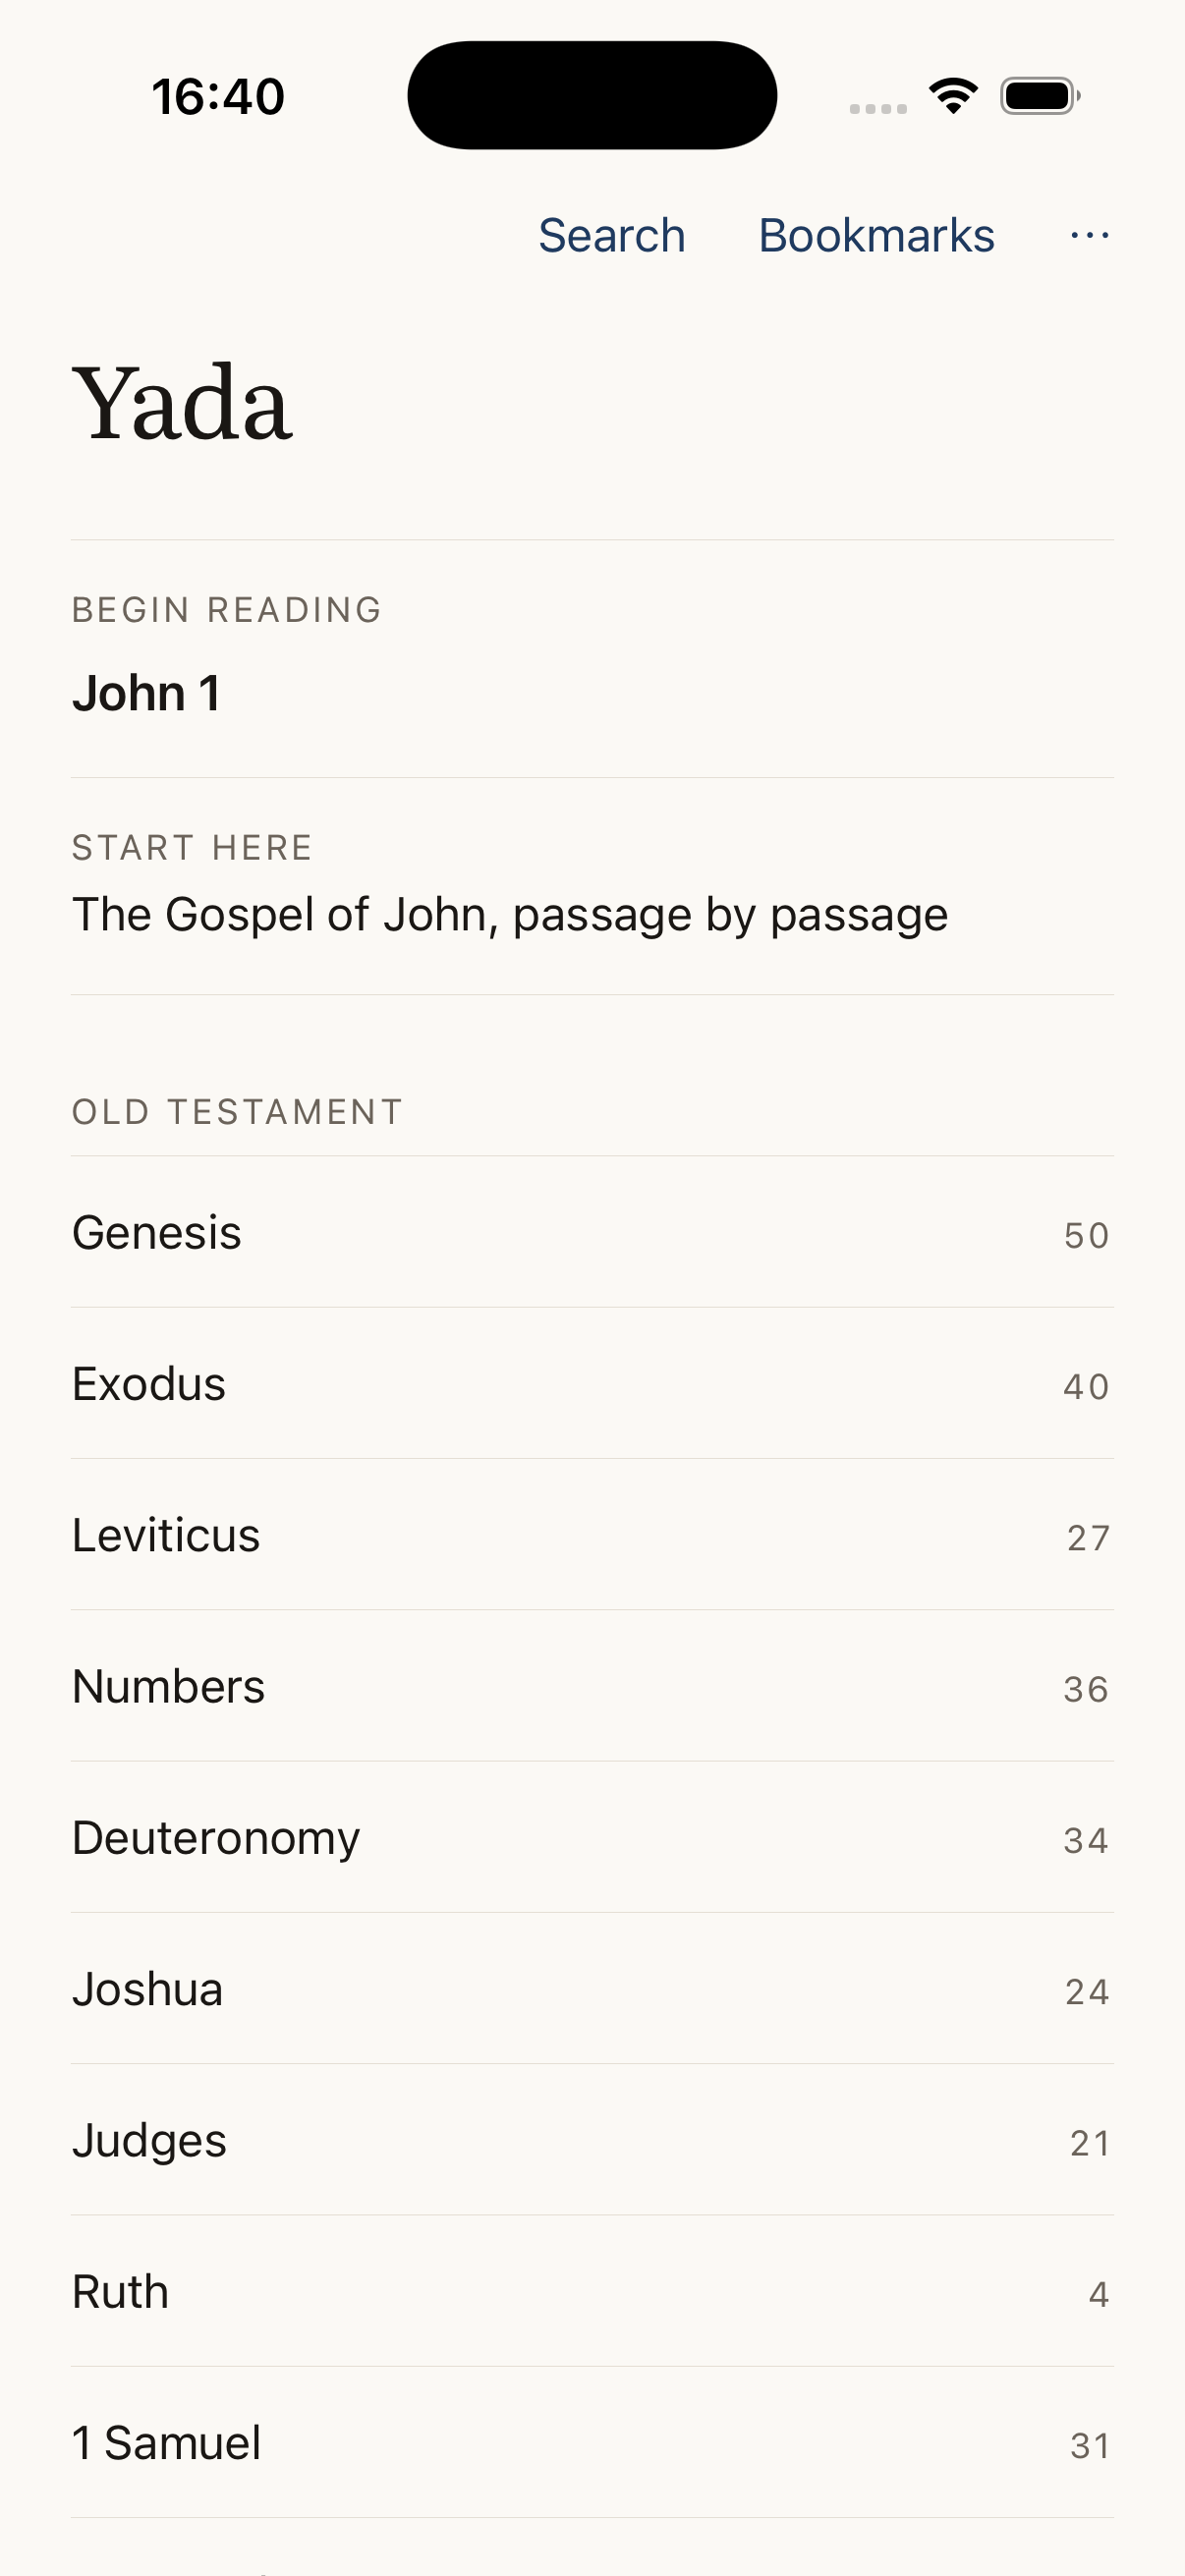 16:40
Search Bookmarks ...
Yada
BEGIN READING
John 1
START HERE
The Gospel of John, passage by passage
OLD TESTAMENT
Genesis 50
Exodus 40
Leviticus 27
Numbers 36
Deuteronomy 34
Joshua 24
Judges 21
Ruth 4
1 Samuel 31